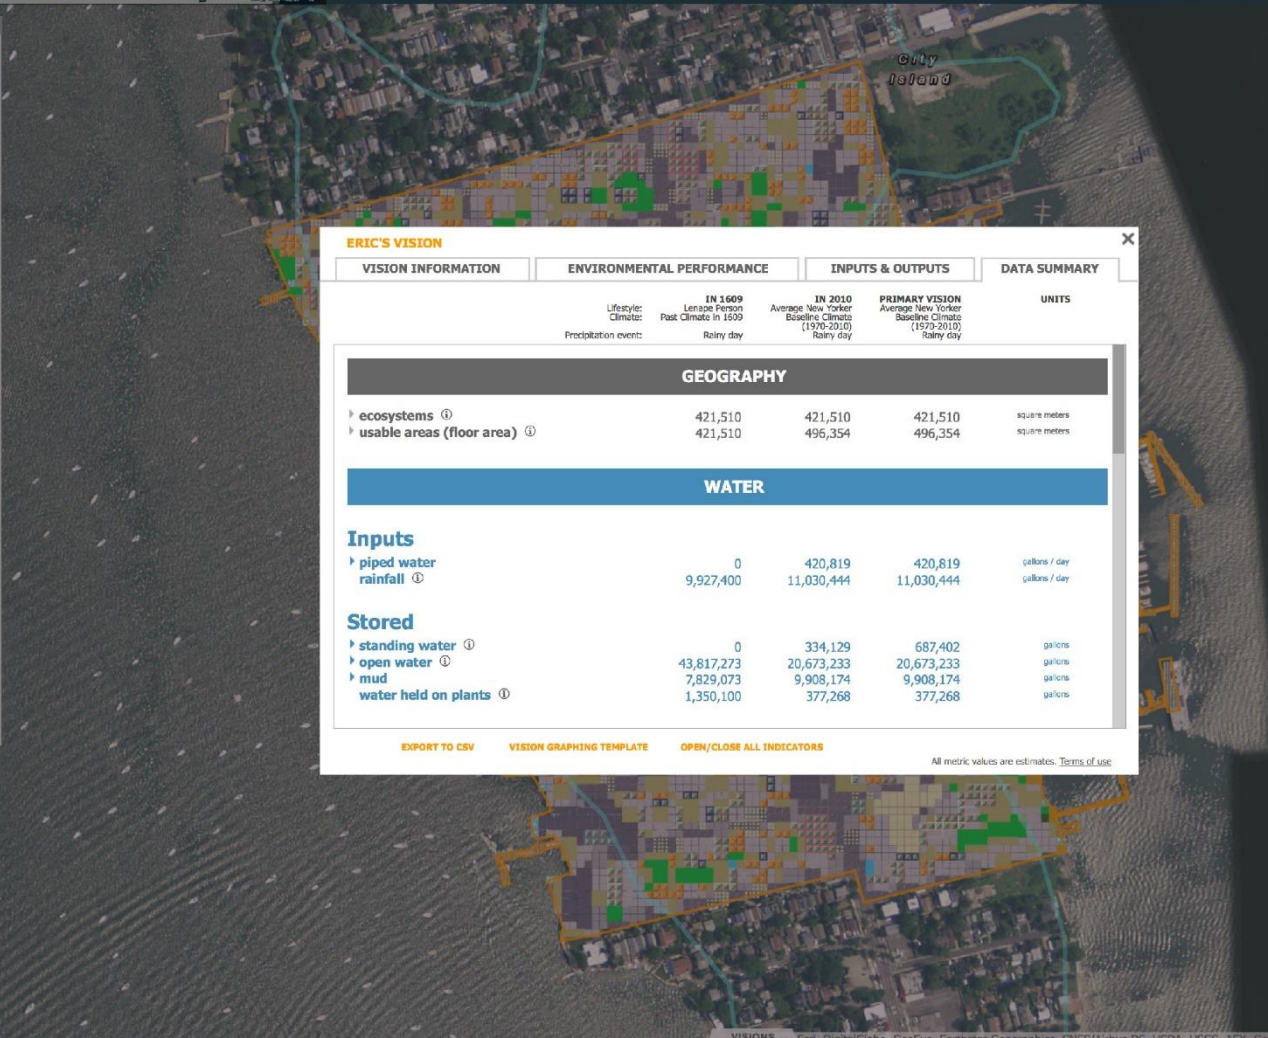 City
Island
ERIC'S VISION
VISION INFORMATION ENVIRONMENTAL PERFORMANCE INPUTS & OUTPUTS DATA SUMMARY
IN 1609 IN 2010 PRIMARY VISION UNITS
Lifestyle: Lenape Person Average New Yorker Average New Yorker
Climate: Past Climate in 1609 Baseline Climate Baseline Climate
(1970-2010) (1970-2010)
Precipitation event: Rainy day Rainy day Rainy day
GEOGRAPHY
ecosystems 421,510 421,510 421,510 square meters
usable areas (floor area) 421,510 496,354 496,354 square meters
WATER
Inputs
piped water 0 420,819 420,819 gallons / day
rainfall 9,927,400 11,030,444 11,030,444 gallons / day
Stored
standing water 0 334,129 687,402 gallons
open water 43,817,273 20,673,233 20,673,233 gallons
mud 7,829,073 9,908,174 9,908,174 gallons
water held on plants 1,350,100 377,268 377,268 gallons
EXPORT TO CSV VISION GRAPHING TEMPLATE OPEN/CLOSE ALL INDICATORS
All metric values are estimates. Terms of use
VISIONS